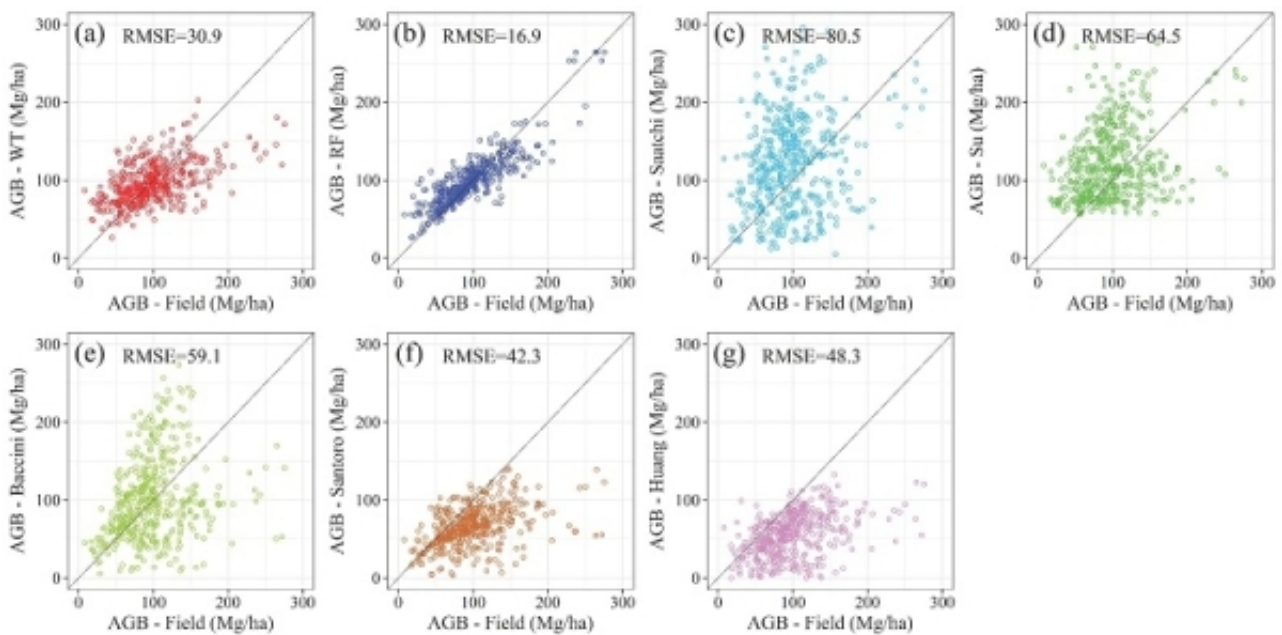 (a) RMSE=30.9
300
200
100
0
AGB - WT (Mg/ha)
0 100 200 300
AGB - Field (Mg/ha)
(b) RMSE=16.9
300
200
100
0
AGB - RF (Mg/ha)
0 100 200 300
AGB - Field (Mg/ha)
(c) RMSE=80.5
300
200
100
0
AGB - Saatchi (Mg/ha)
0 100 200 300
AGB - Field (Mg/ha)
(d) RMSE=64.5
300
200
100
0
AGB - Su (Mg/ha)
0 100 200 300
AGB - Field (Mg/ha)
(e) RMSE=59.1
300
200
100
0
AGB - Baccini (Mg/ha)
0 100 200 300
AGB - Field (Mg/ha)
(f) RMSE=42.3
300
200
100
0
AGB - Santoro (Mg/ha)
0 100 200 300
AGB - Field (Mg/ha)
(g) RMSE=48.3
300
200
100
0
AGB - Huang (Mg/ha)
0 100 200 300
AGB - Field (Mg/ha)